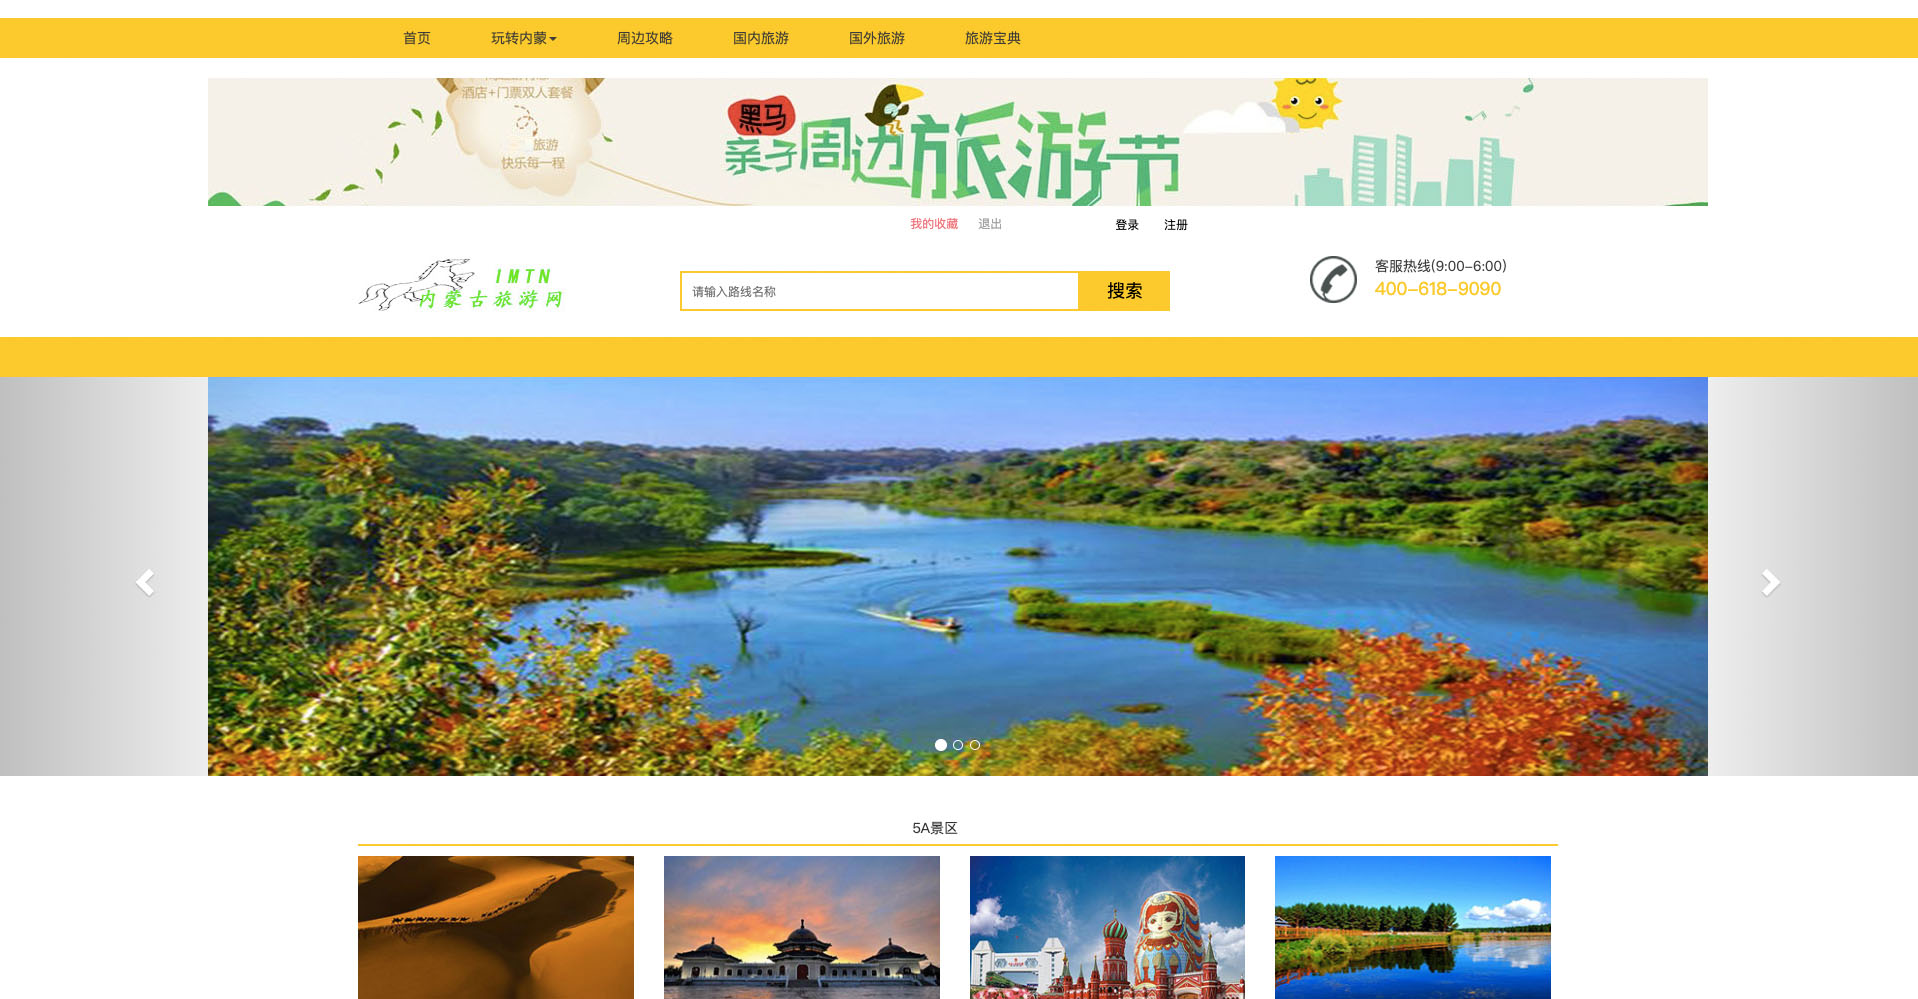 首页 玩转内蒙 周边攻略 国内旅游 国外旅游 旅游宝典
酒店+门票双人套餐
旅游
快乐每一程
黑马
亲子周边旅游节
我的收藏 退出 登录 注册
IMTN
内蒙古旅游网
请输入路线名称
搜索
客服热线(9:00-6:00)
400-618-9090
5A景区